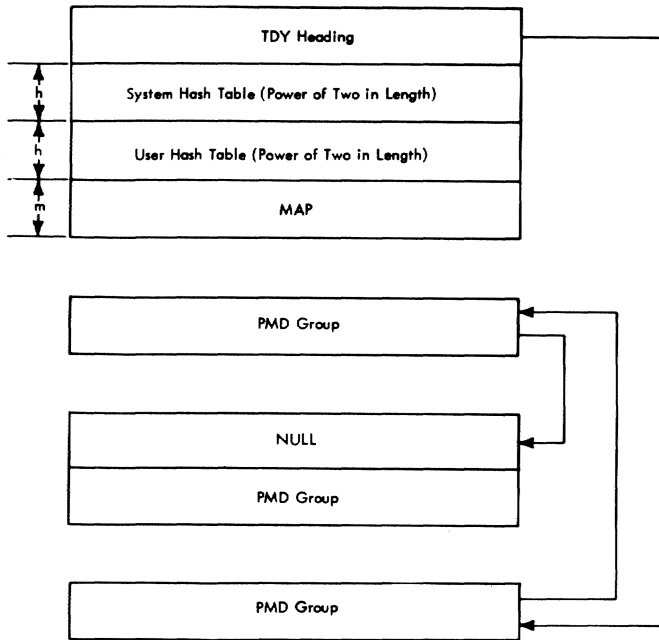 TDY Heading
h
System Hash Table (Power of Two in Length)
h
User Hash Table (Power of Two in Length)
m
MAP
PMD Group
NULL
PMD Group
PMD Group